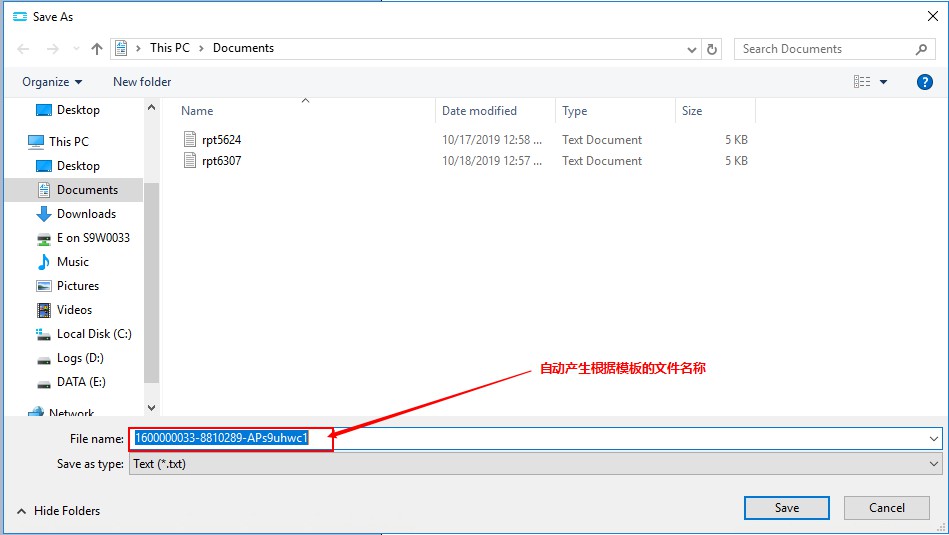 Save As
This PC
Documents
Search Documents
Organize
New folder
Name
Date modified
Type
Size
Desktop
This PC
Desktop
Documents
Downloads
E on S9W0033
Music
Pictures
Videos
Local Disk (C:)
Logs (D:)
DATA (E:)
Network
rpt5624 10/17/2019 12:58 ... Text Document 5 KB
rpt6307 10/18/2019 12:57 ... Text Document 5 KB
自动产生根据模板的文件名称
File name: 1600000033-8810289-APs9uhwc1
Save as type: Text (*.txt)
Hide Folders
Save
Cancel